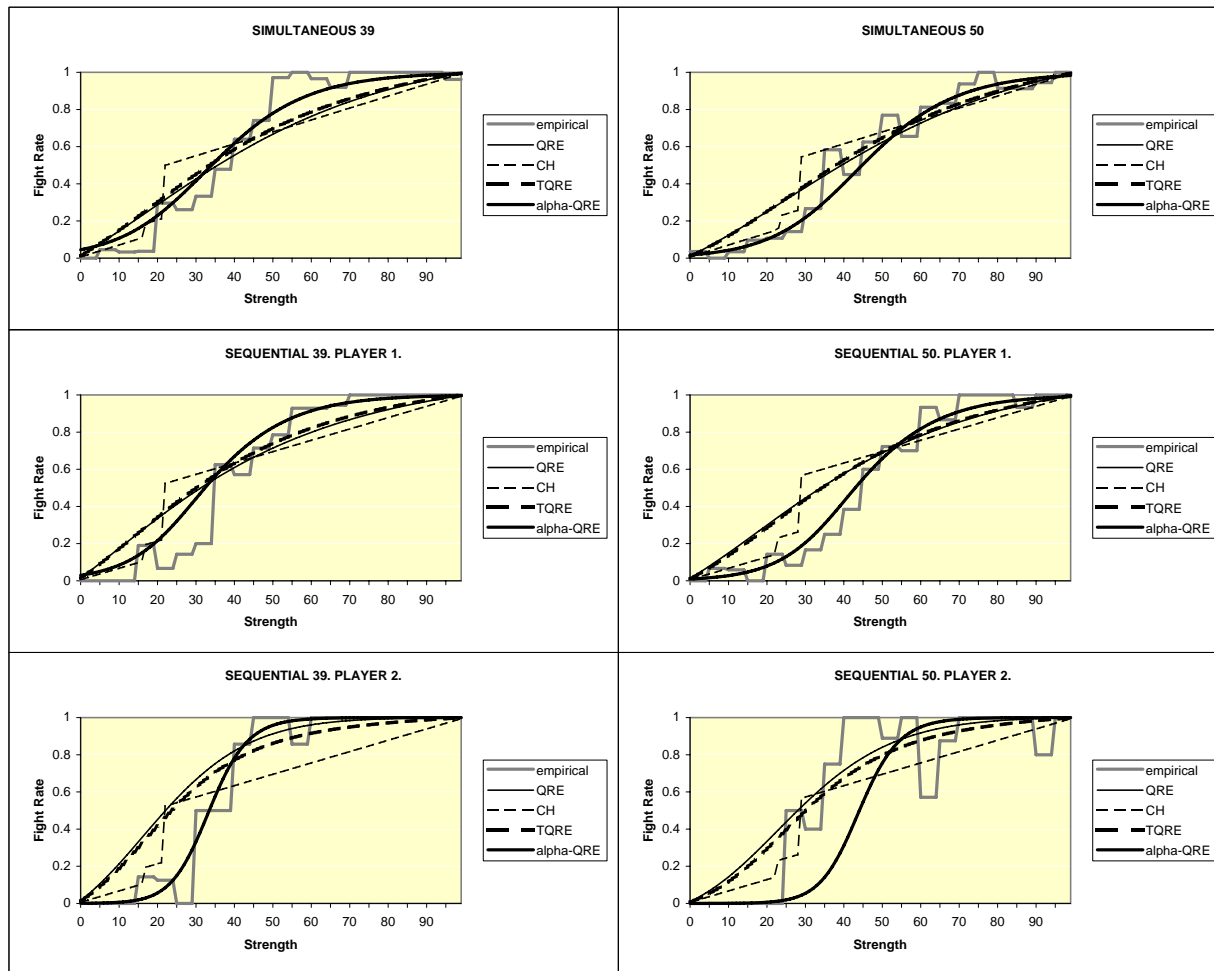 SIMULTANEOUS 39
1
0.8
0.6
0.4
0.2
0
Fight Rate
0 10 20 30 40 50 60 70 80 90
Strength
empirical
QRE
CH
TQRE
alpha-QRE
SIMULTANEOUS 50
1
0.8
0.6
0.4
0.2
0
Fight Rate
0 10 20 30 40 50 60 70 80 90
Strength
empirical
QRE
CH
TQRE
alpha-QRE
SEQUENTIAL 39. PLAYER 1.
1
0.8
0.6
0.4
0.2
0
Fight Rate
0 10 20 30 40 50 60 70 80 90
Strength
empirical
QRE
CH
TQRE
alpha-QRE
SEQUENTIAL 50. PLAYER 1.
1
0.8
0.6
0.4
0.2
0
Fight Rate
0 10 20 30 40 50 60 70 80 90
Strength
empirical
QRE
CH
TQRE
alpha-QRE
SEQUENTIAL 39. PLAYER 2.
1
0.8
0.6
0.4
0.2
0
Fight Rate
0 10 20 30 40 50 60 70 80 90
Strength
empirical
QRE
CH
TQRE
alpha-QRE
SEQUENTIAL 50. PLAYER 2.
1
0.8
0.6
0.4
0.2
0
Fight Rate
0 10 20 30 40 50 60 70 80 90
Strength
empirical
QRE
CH
TQRE
alpha-QRE